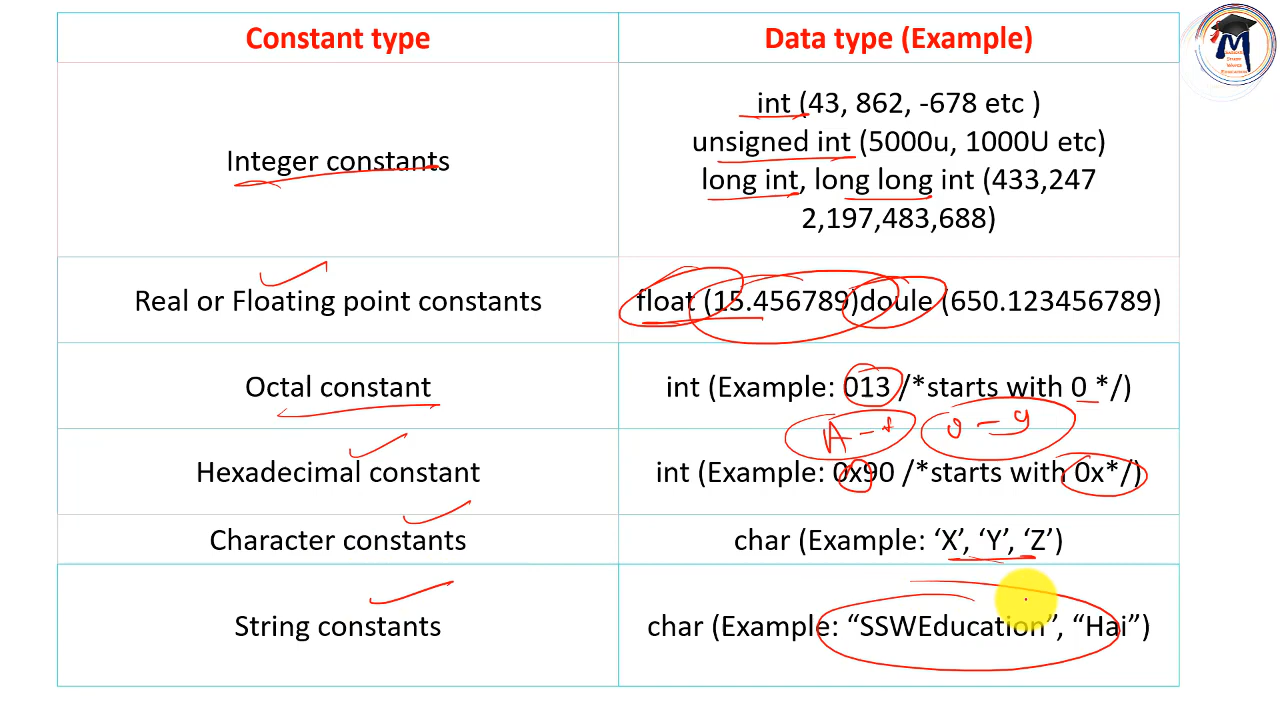 Constant type
Data type (Example)
Integer constants
int (43, 862, -678 etc )
unsigned int (5000u, 1000U etc)
long int, long long int (433,247
2,197,483,688)
Real or Floating point constants
float (15.456789)doule (650.123456789)
Octal constant
int (Example: 013 /*starts with 0 */)
A –
0 – 9
Hexadecimal constant
int (Example: 0x90 /*starts with 0x*/)
Character constants
char (Example: ‘X’, ‘Y’, ‘Z’)
String constants
char (Example: “SSWEducation”, “Hai”)
M